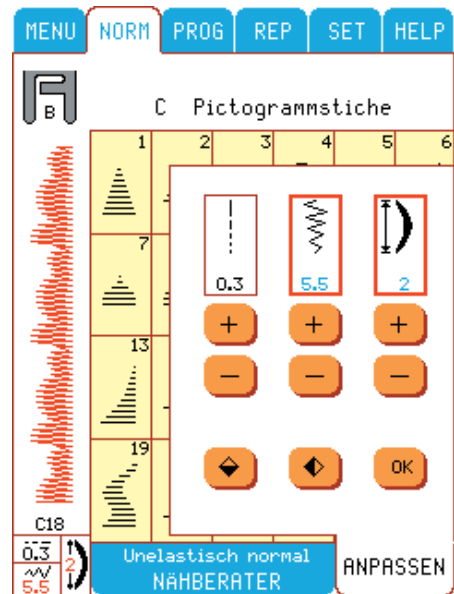 MENU NORM PROG REP SET HELP
B
C Pictogrammstiche
1 2 3 4 5 6
7
0.3 5.5 2
+ + +
13
− − −
19
OK
C18
0.3 2
5.5
Unelastisch normal
NÄHBERATER
ANPASSEN